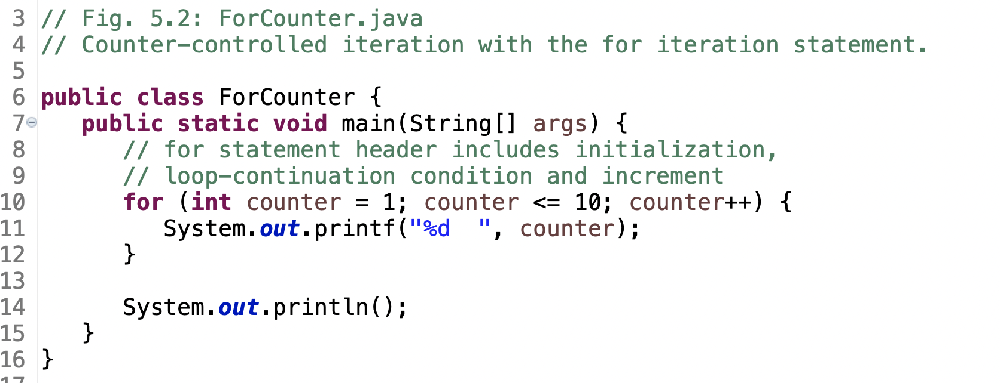 3 // Fig. 5.2: ForCounter.java
4 // Counter-controlled iteration with the for iteration statement.
5
6 public class ForCounter {
7    public static void main(String[] args) {
8       // for statement header includes initialization,
9       // loop-continuation condition and increment
10       for (int counter = 1; counter <= 10; counter++) {
11          System.out.printf("%d  ", counter);
12       }
13
14       System.out.println();
15    }
16 }
17